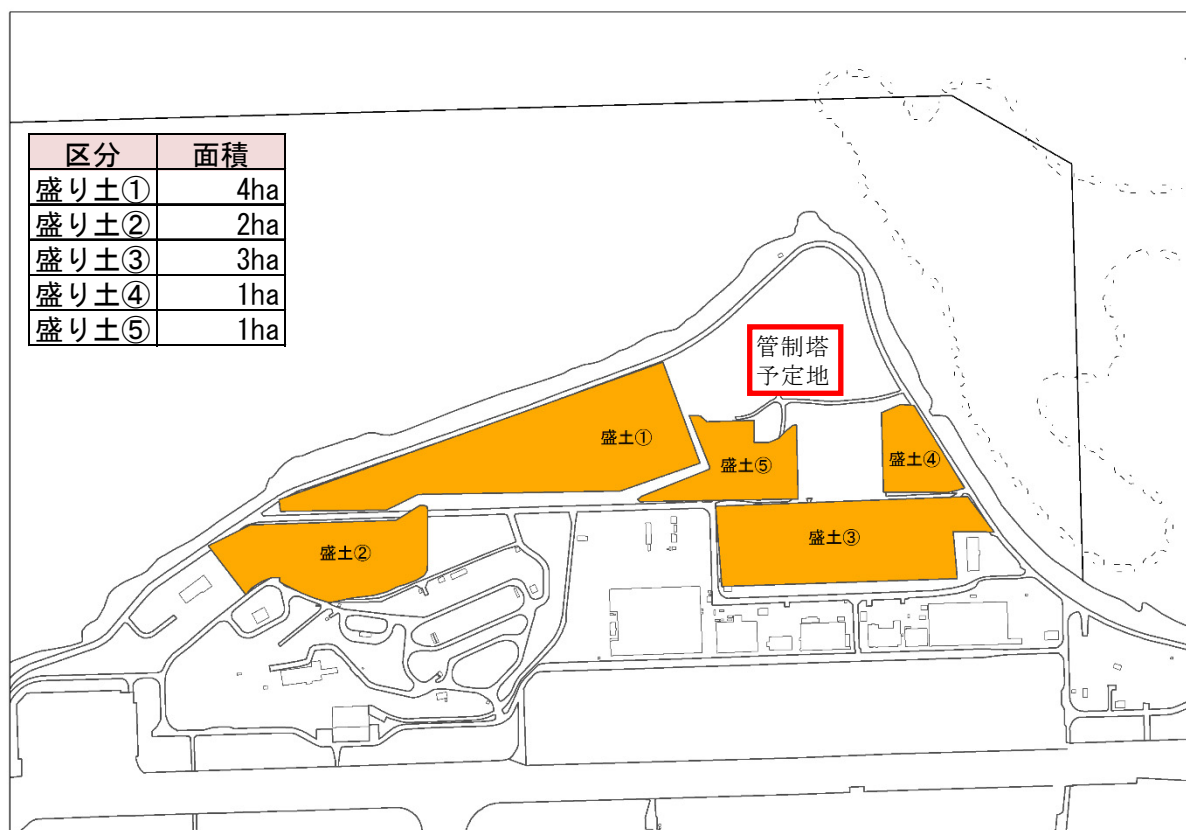 区分 面積
盛り土① 4ha
盛り土② 2ha
盛り土③ 3ha
盛り土④ 1ha
盛り土⑤ 1ha
管制塔
予定地
盛土①
盛土⑤
盛土④
盛土③
盛土②